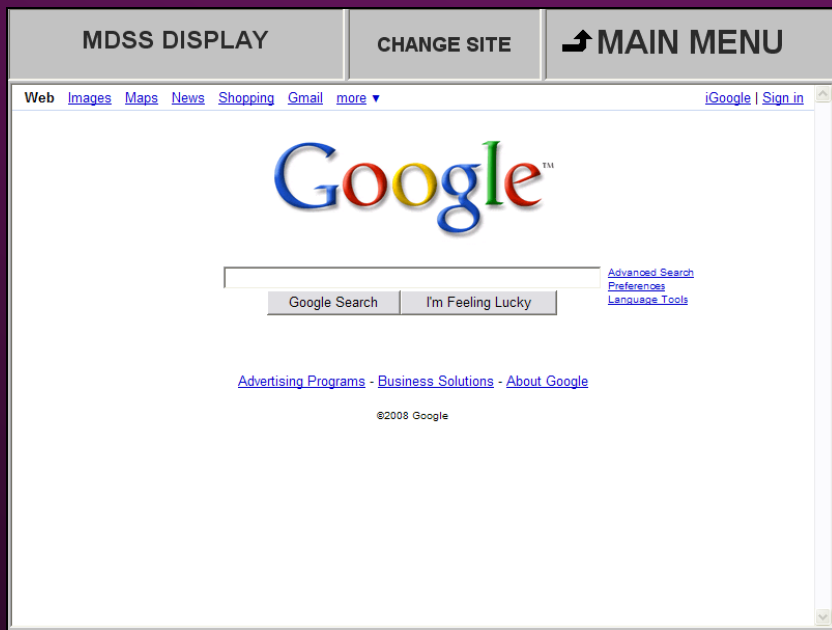 MDSS DISPLAY CHANGE SITE MAIN MENU
Web Images Maps News Shopping Gmail more ▼ iGoogle | Sign in
Google™
Advanced Search
Preferences
Language Tools
Google Search I'm Feeling Lucky
Advertising Programs - Business Solutions - About Google
©2008 Google